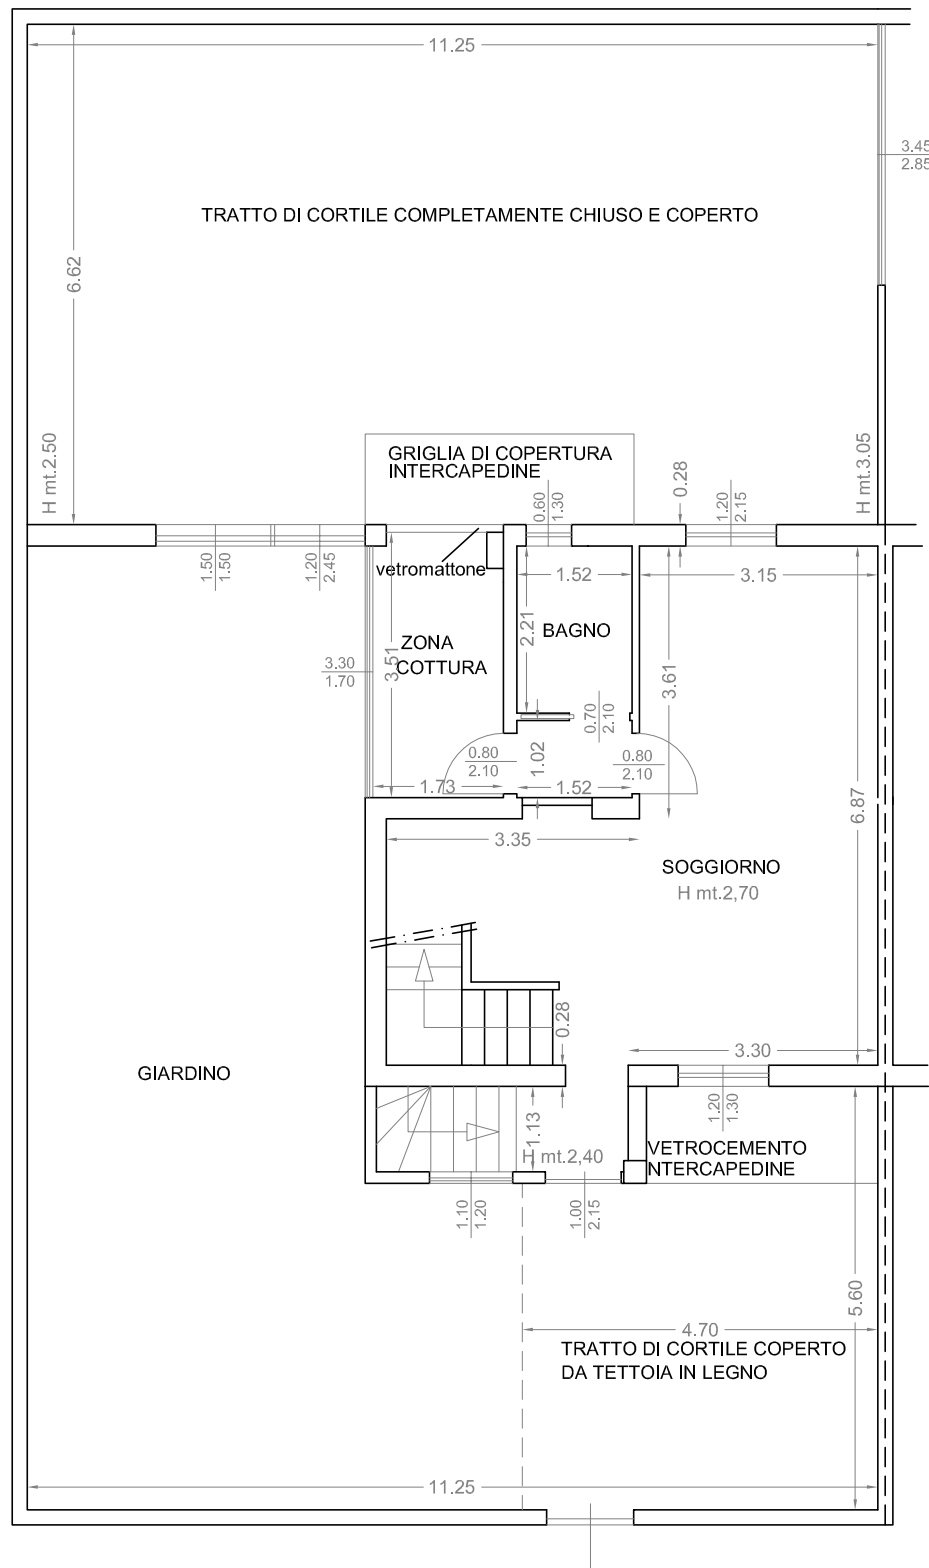 11.25
3.45
2.85
TRATTO DI CORTILE COMPLETAMENTE CHIUSO E COPERTO
6.62
H mt.2.50
H mt.3.05
GRIGLIA DI COPERTURA
INTERCAPEDINE
0.28
0.60
1.30
1.20
2.15
1.50
1.50
1.20
2.45
vetromattone
1.52
3.15
2.21
BAGNO
ZONA
COTTURA
3.51
3.30
1.70
3.61
0.70
2.10
0.80
2.10
1.02
0.80
2.10
1.73
1.52
6.87
3.35
SOGGIORNO
H mt.2,70
0.28
3.30
GIARDINO
1.20
1.30
1.13
H mt.2,40
VETROCEMENTO
NTERCAPEDINE
1.10
1.20
1.00
2.15
5.60
4.70
TRATTO DI CORTILE COPERTO
DA TETTOIA IN LEGNO
11.25